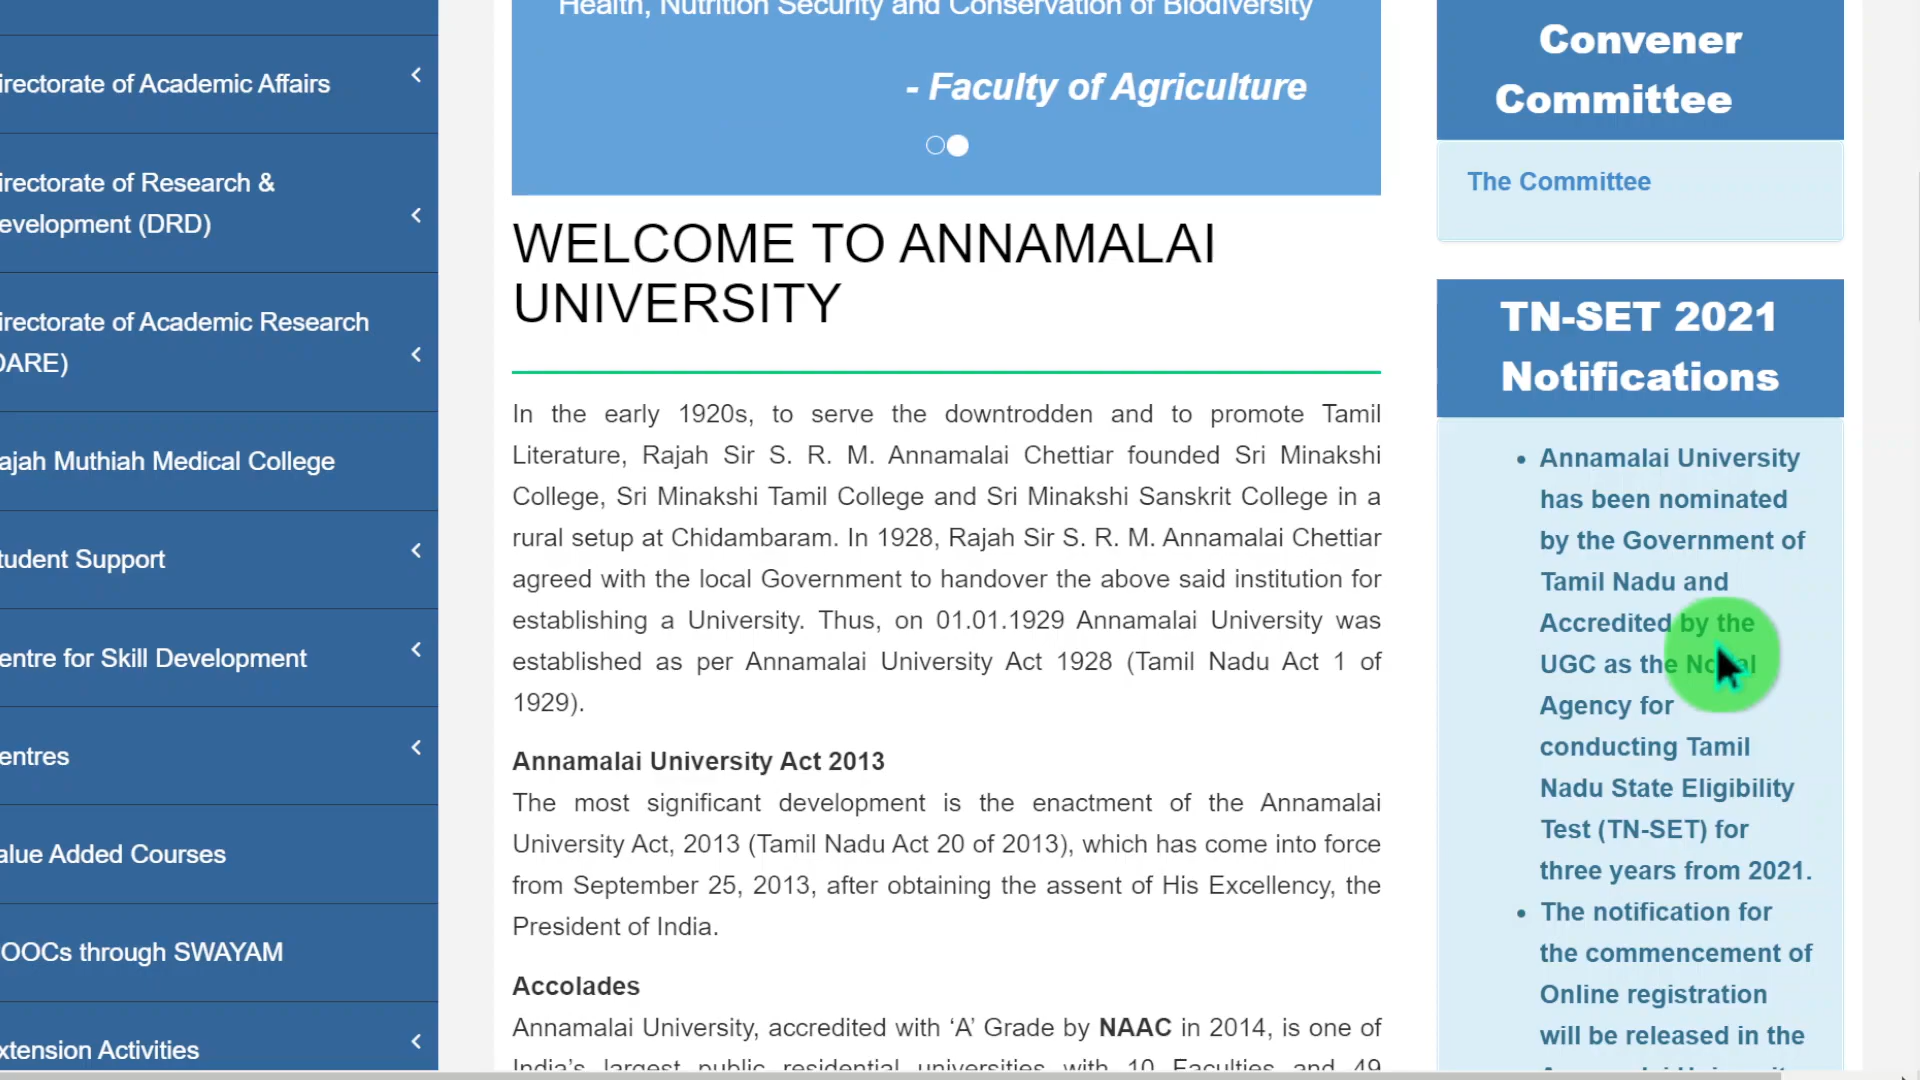 Health, Nutrition Security and Conservation of Biodiversity
- Faculty of Agriculture
irectorate of Academic Affairs
irectorate of Research &
evelopment (DRD)
irectorate of Academic Research
DARE)
ajah Muthiah Medical College
tudent Support
entre for Skill Development
entres
alue Added Courses
OOCs through SWAYAM
xtension Activities
WELCOME TO ANNAMALAI
UNIVERSITY
In the early 1920s, to serve the downtrodden and to promote Tamil
Literature, Rajah Sir S. R. M. Annamalai Chettiar founded Sri Minakshi
College, Sri Minakshi Tamil College and Sri Minakshi Sanskrit College in a
rural setup at Chidambaram. In 1928, Rajah Sir S. R. M. Annamalai Chettiar
agreed with the local Government to handover the above said institution for
establishing a University. Thus, on 01.01.1929 Annamalai University was
established as per Annamalai University Act 1928 (Tamil Nadu Act 1 of
1929).
Annamalai University Act 2013
The most significant development is the enactment of the Annamalai
University Act, 2013 (Tamil Nadu Act 20 of 2013), which has come into force
from September 25, 2013, after obtaining the assent of His Excellency, the
President of India.
Accolades
Annamalai University, accredited with ‘A’ Grade by NAAC in 2014, is one of
India's largest public residential universities with 10 Faculties and 49
Convener
Committee
The Committee
TN-SET 2021
Notifications
• Annamalai University
has been nominated
by the Government of
Tamil Nadu and
Accredited by the
UGC as the
Agency for
conducting Tamil
Nadu State Eligibility
Test (TN-SET) for
three years from 2021.
• The notification for
the commencement of
Online registration
will be released in the